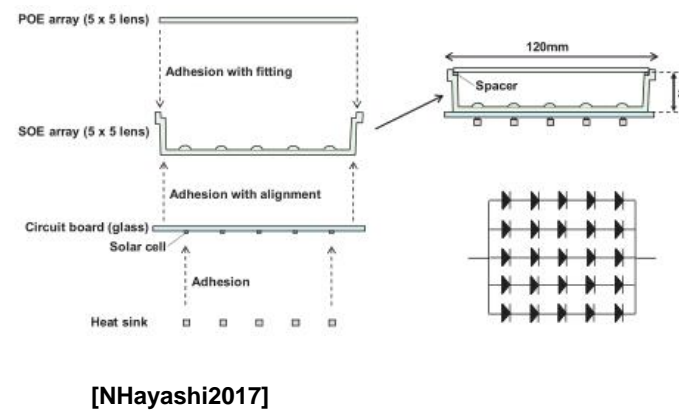 POE array (5 x 5 lens)
Adhesion with fitting
SOE array (5 x 5 lens)
Adhesion with alignment
Circuit board (glass)
Solar cell
Adhesion
Heat sink
120mm
Spacer
[NHayashi2017]